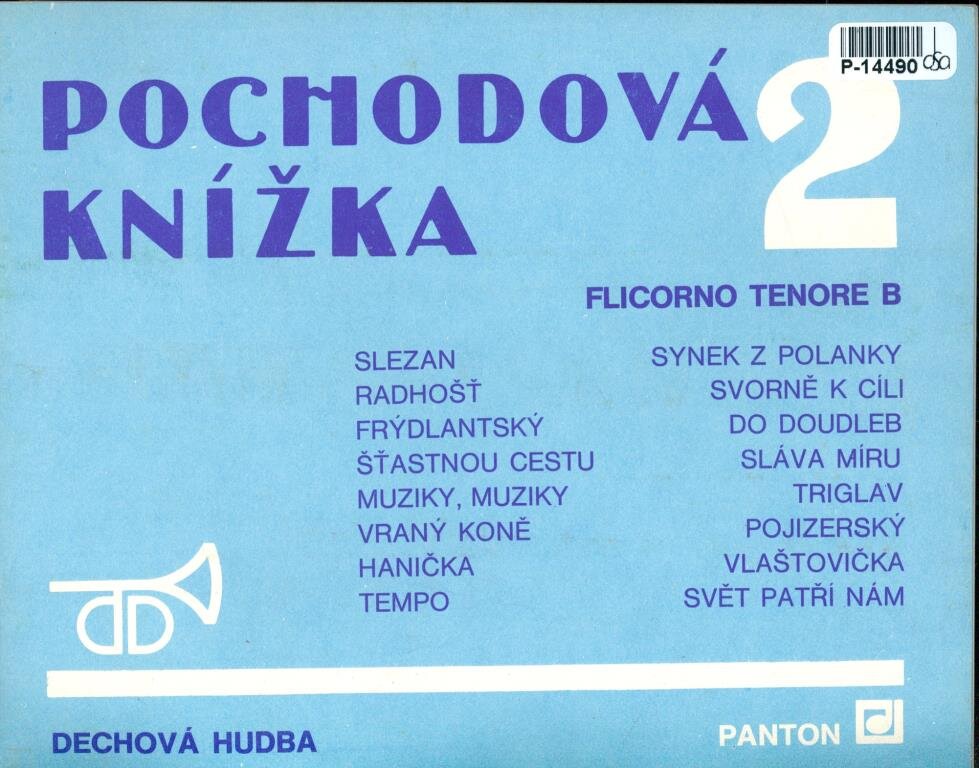 P-14490
POCHODOVÁ
KNÍŽKA
2
FLICORNO TENORE B
SLEZAN
RADHOŠŤ
FRÝDLANTSKÝ
ŠŤASTNOU CESTU
MUZIKY, MUZIKY
VRANÝ KONĚ
HANIČKA
TEMPO
SYNEK Z POLANKY
SVORNĚ K CÍLI
DO DOUDLEB
SLÁVA MÍRU
TRIGLAV
POJIZERSKÝ
VLAŠTOVIČKA
SVĚT PATŘÍ NÁM
DECHOVÁ HUDBA
PANTON